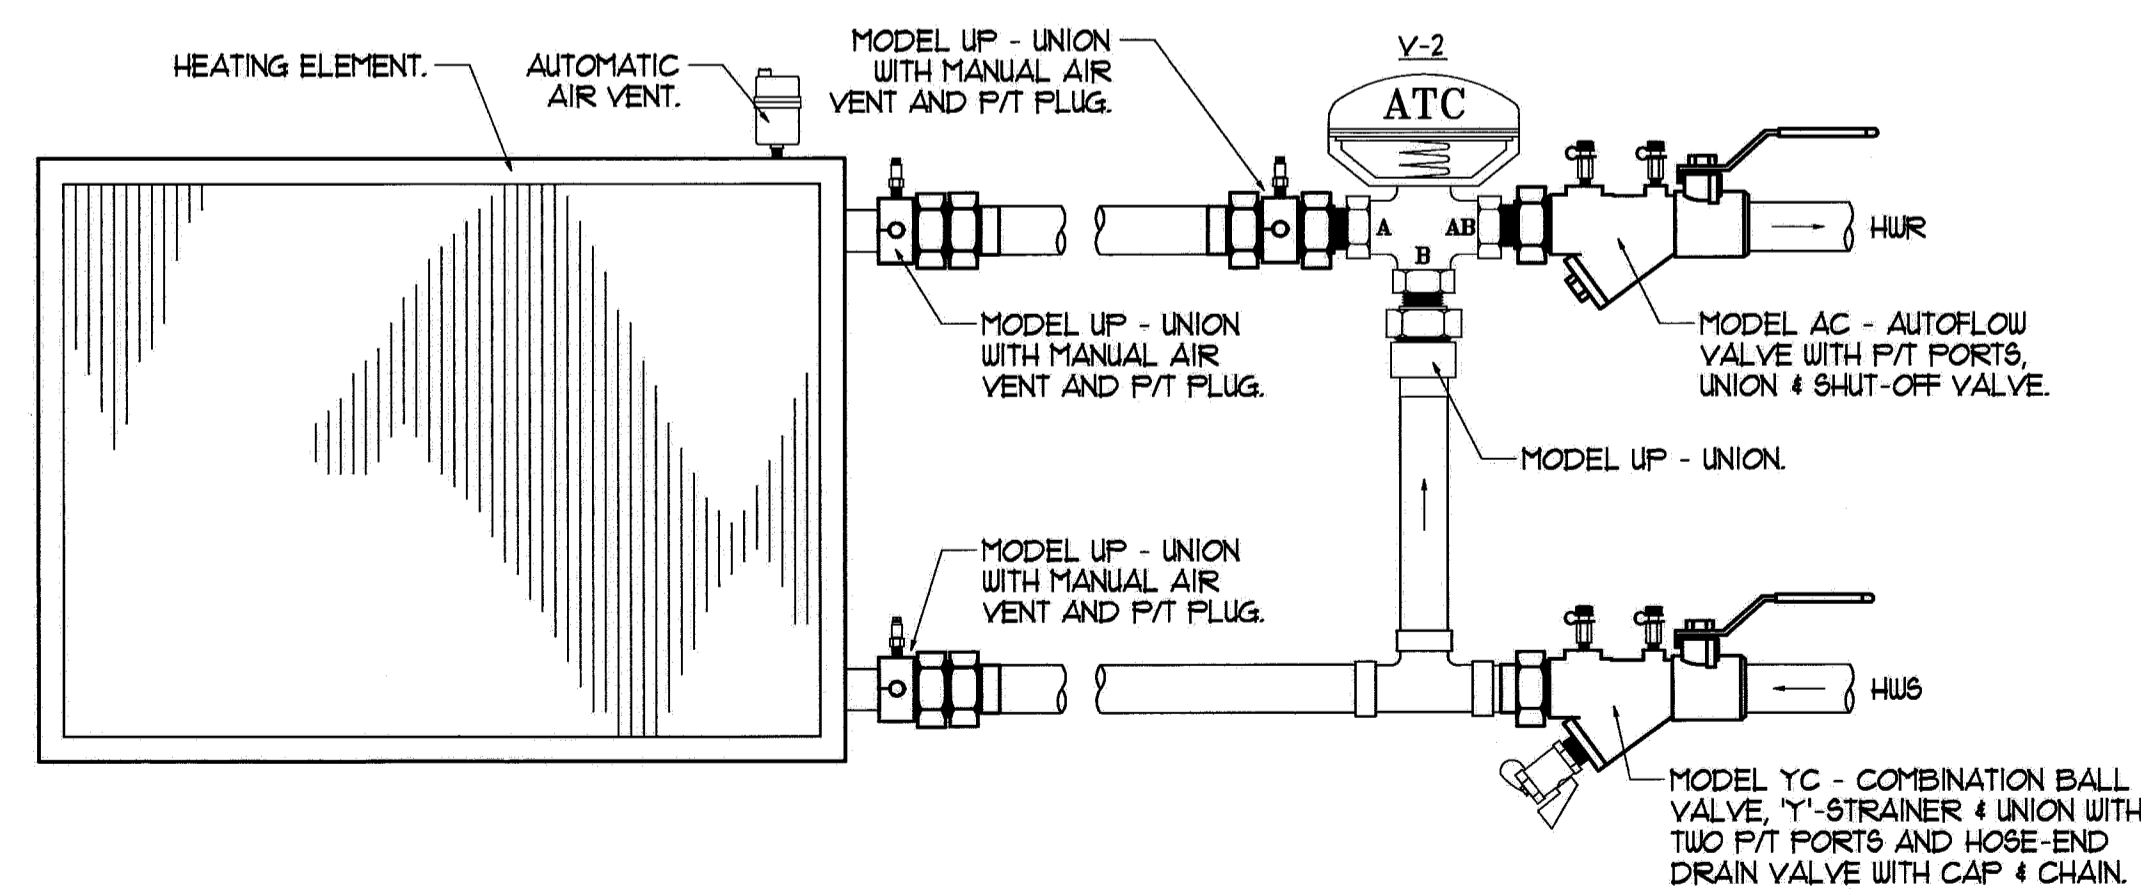 HEATING ELEMENT.
AUTOMATIC
AIR VENT.
MODEL UP - UNION
WITH MANUAL AIR
VENT AND P/T PLUG.
V-2
ATC
A
AB
B
HWR
MODEL UP - UNION
WITH MANUAL AIR
VENT AND P/T PLUG.
MODEL AC - AUTOFLOW
VALVE WITH P/T PORTS,
UNION & SHUT-OFF VALVE.
MODEL UP - UNION.
MODEL UP - UNION
WITH MANUAL AIR
VENT AND P/T PLUG.
HWS
MODEL YC - COMBINATION BALL
VALVE, 'Y'-STRAINER & UNION WITH
TWO P/T PORTS AND HOSE-END
DRAIN VALVE WITH CAP & CHAIN.